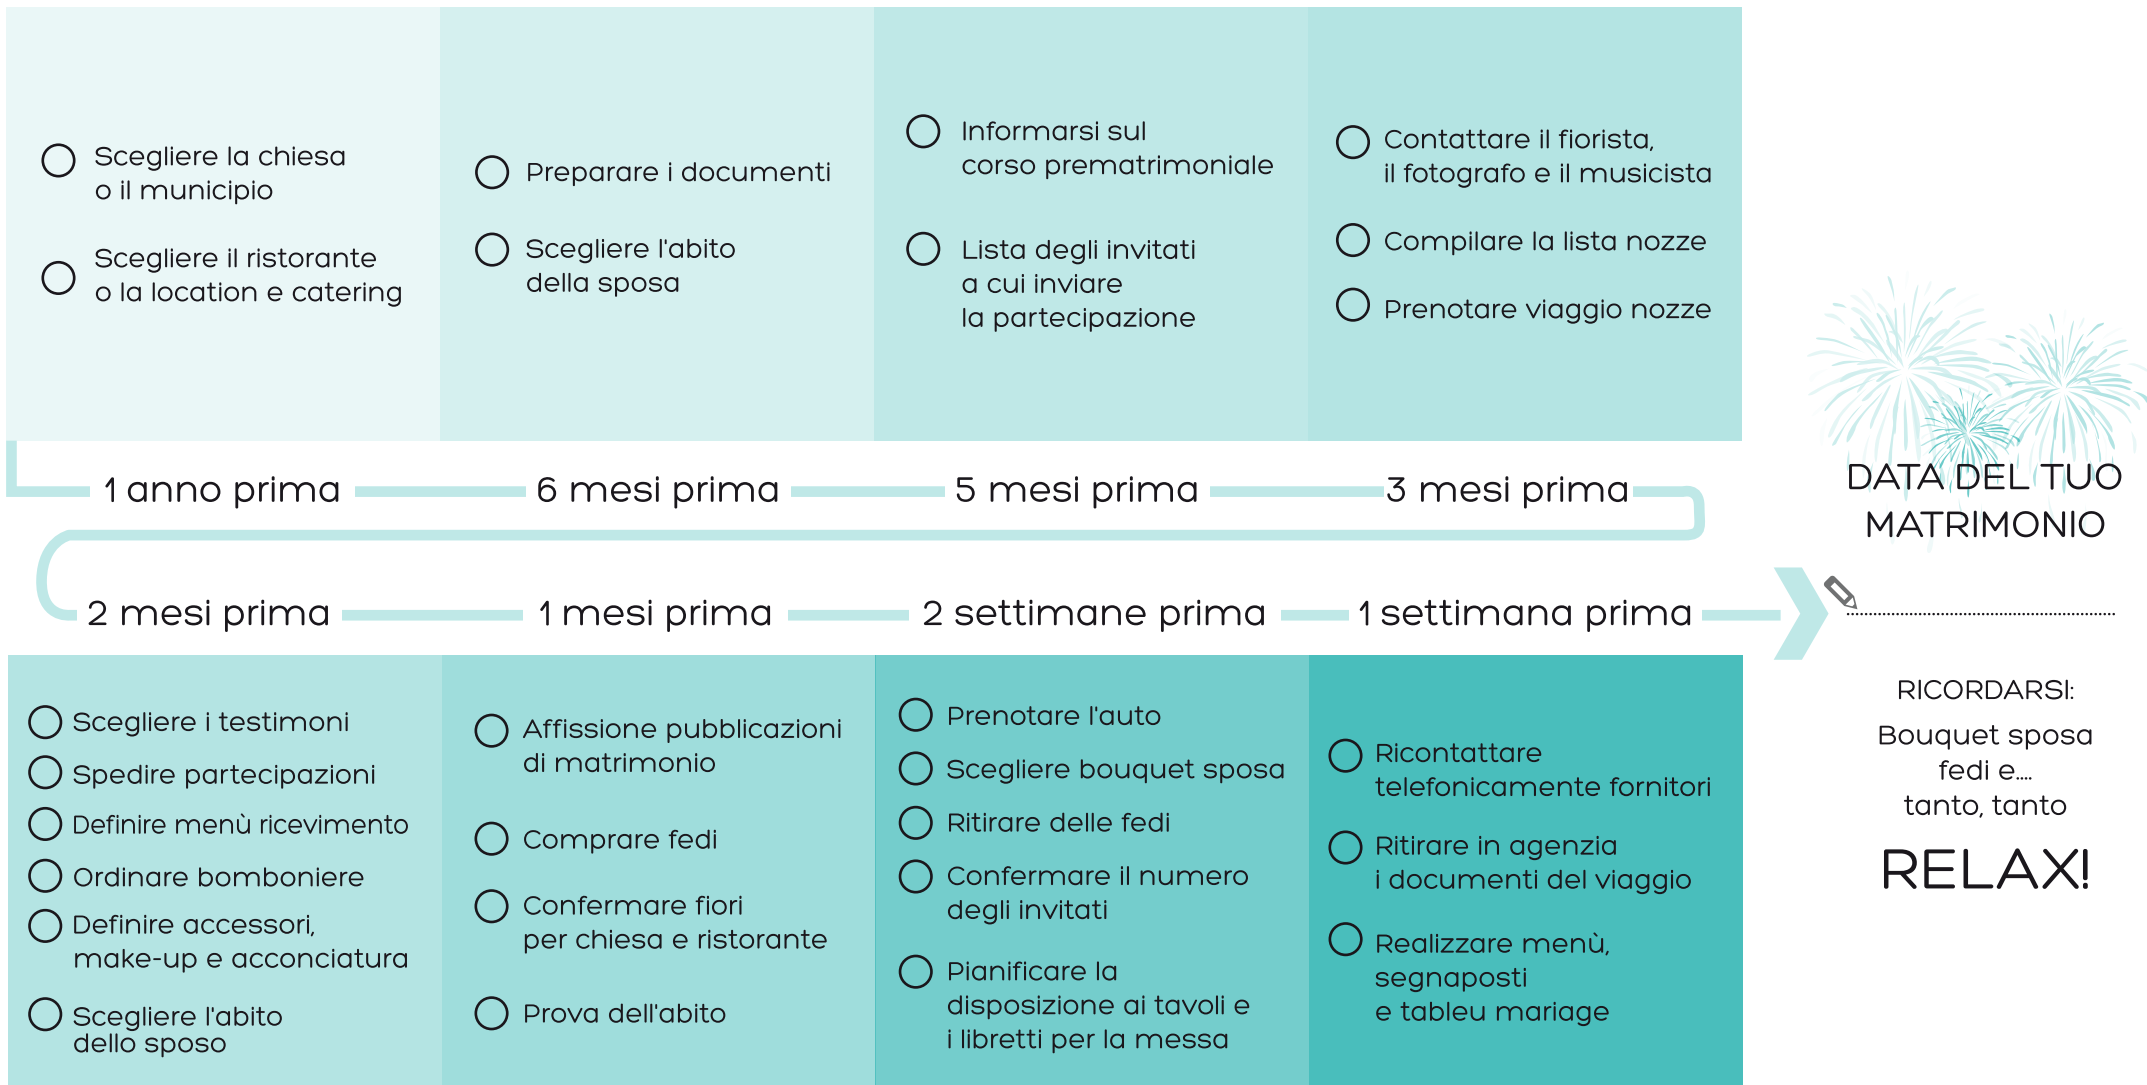 Scegliere la chiesa
o il municipio
Scegliere il ristorante
o la location e catering
Preparare i documenti
Scegliere l'abito
della sposa
Informarsi sul
corso prematrimoniale
Lista degli invitati
a cui inviare
la partecipazione
Contattare il fiorista,
il fotografo e il musicista
Compilare la lista nozze
Prenotare viaggio nozze
1 anno prima
6 mesi prima
5 mesi prima
3 mesi prima
2 mesi prima
1 mesi prima
2 settimane prima
1 settimana prima
Scegliere i testimoni
Spedire partecipazioni
Definire menù ricevimento
Ordinare bomboniere
Definire accessori,
make-up e acconciatura
Scegliere l'abito
dello sposo
Affissione pubblicazioni
di matrimonio
Comprare fedi
Confermare fiori
per chiesa e ristorante
Prova dell'abito
Prenotare l'auto
Scegliere bouquet sposa
Ritirare delle fedi
Confermare il numero
degli invitati
Pianificare la
disposizione ai tavoli e
i libretti per la messa
Ricontattare
telefonicamente fornitori
Ritirare in agenzia
i documenti del viaggio
Realizzare menù,
segnaposti
e tableu mariage
DATA DEL TUO
MATRIMONIO
RICORDARSI:
Bouquet sposa
fedi e....
tanto, tanto
RELAX!